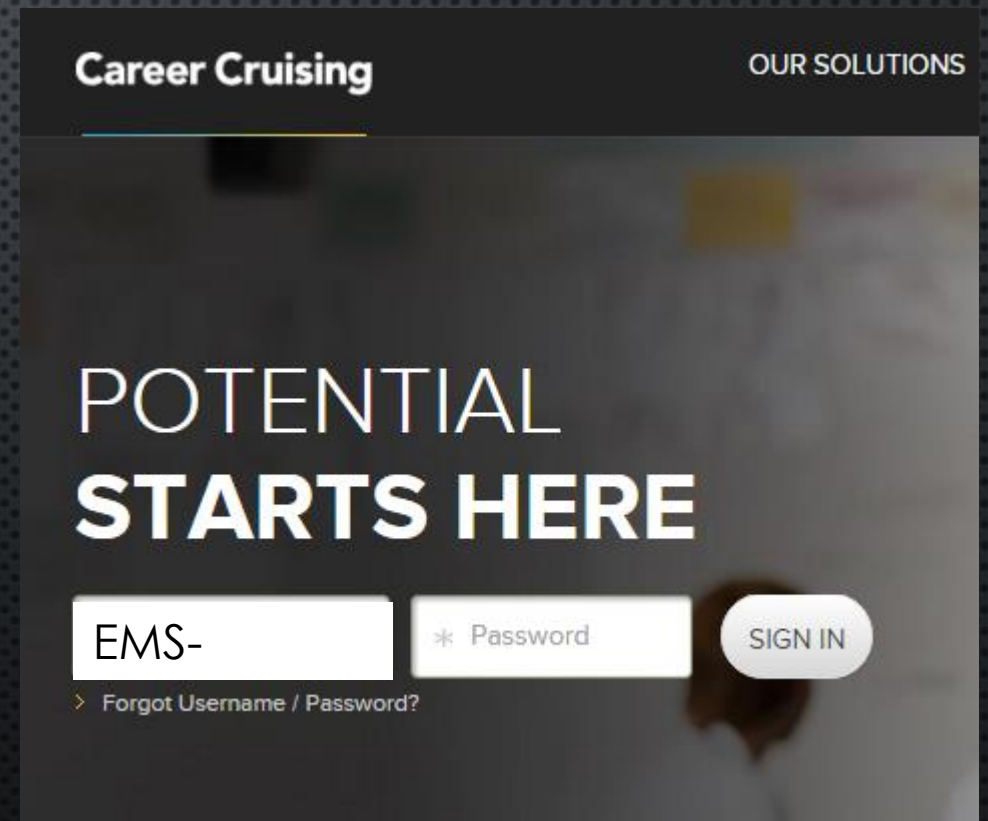 Career Cruising
OUR SOLUTIONS
POTENTIAL
STARTS HERE
EMS-
* Password
SIGN IN
> Forgot Username / Password?